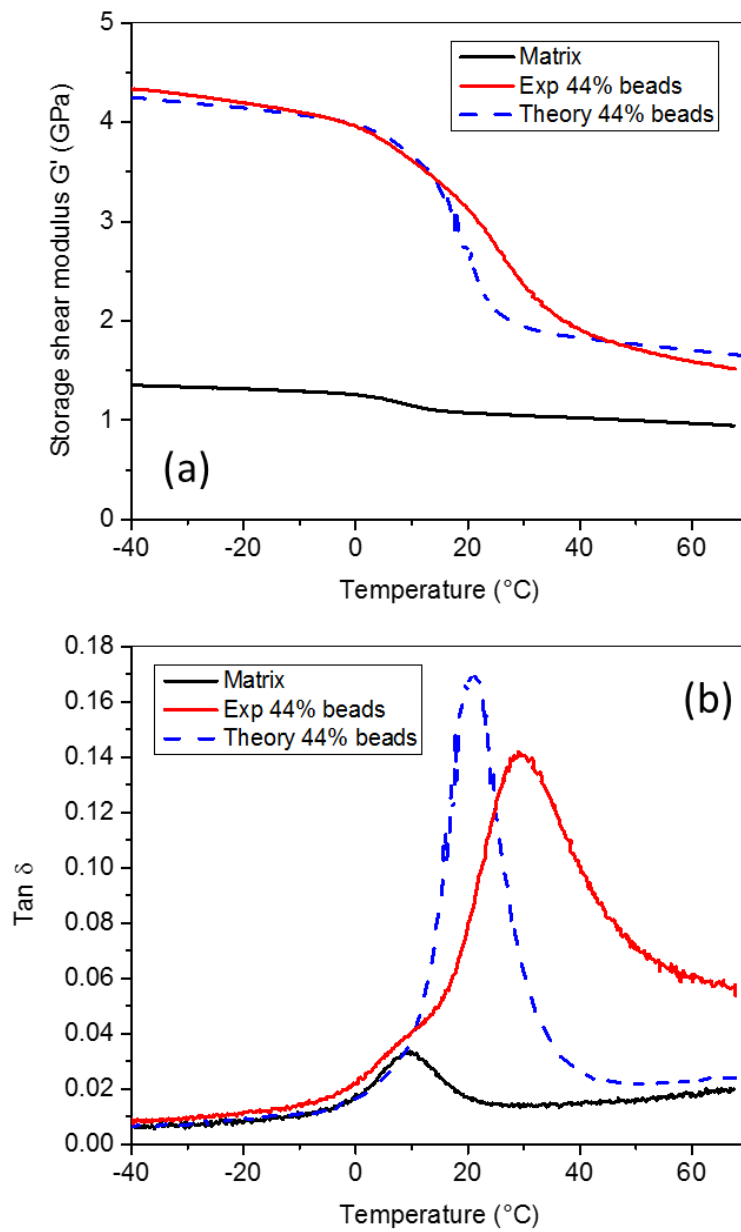 5
4
3
2
1
0
Storage shear modulus G' (GPa)
Matrix
Exp 44% beads
Theory 44% beads
(a)
-40 -20 0 20 40 60
Temperature (°C)
0.18
0.16
0.14
0.12
0.10
0.08
0.06
0.04
0.02
0.00
Tan δ
Matrix
Exp 44% beads
Theory 44% beads
(b)
-40 -20 0 20 40 60
Temperature (°C)